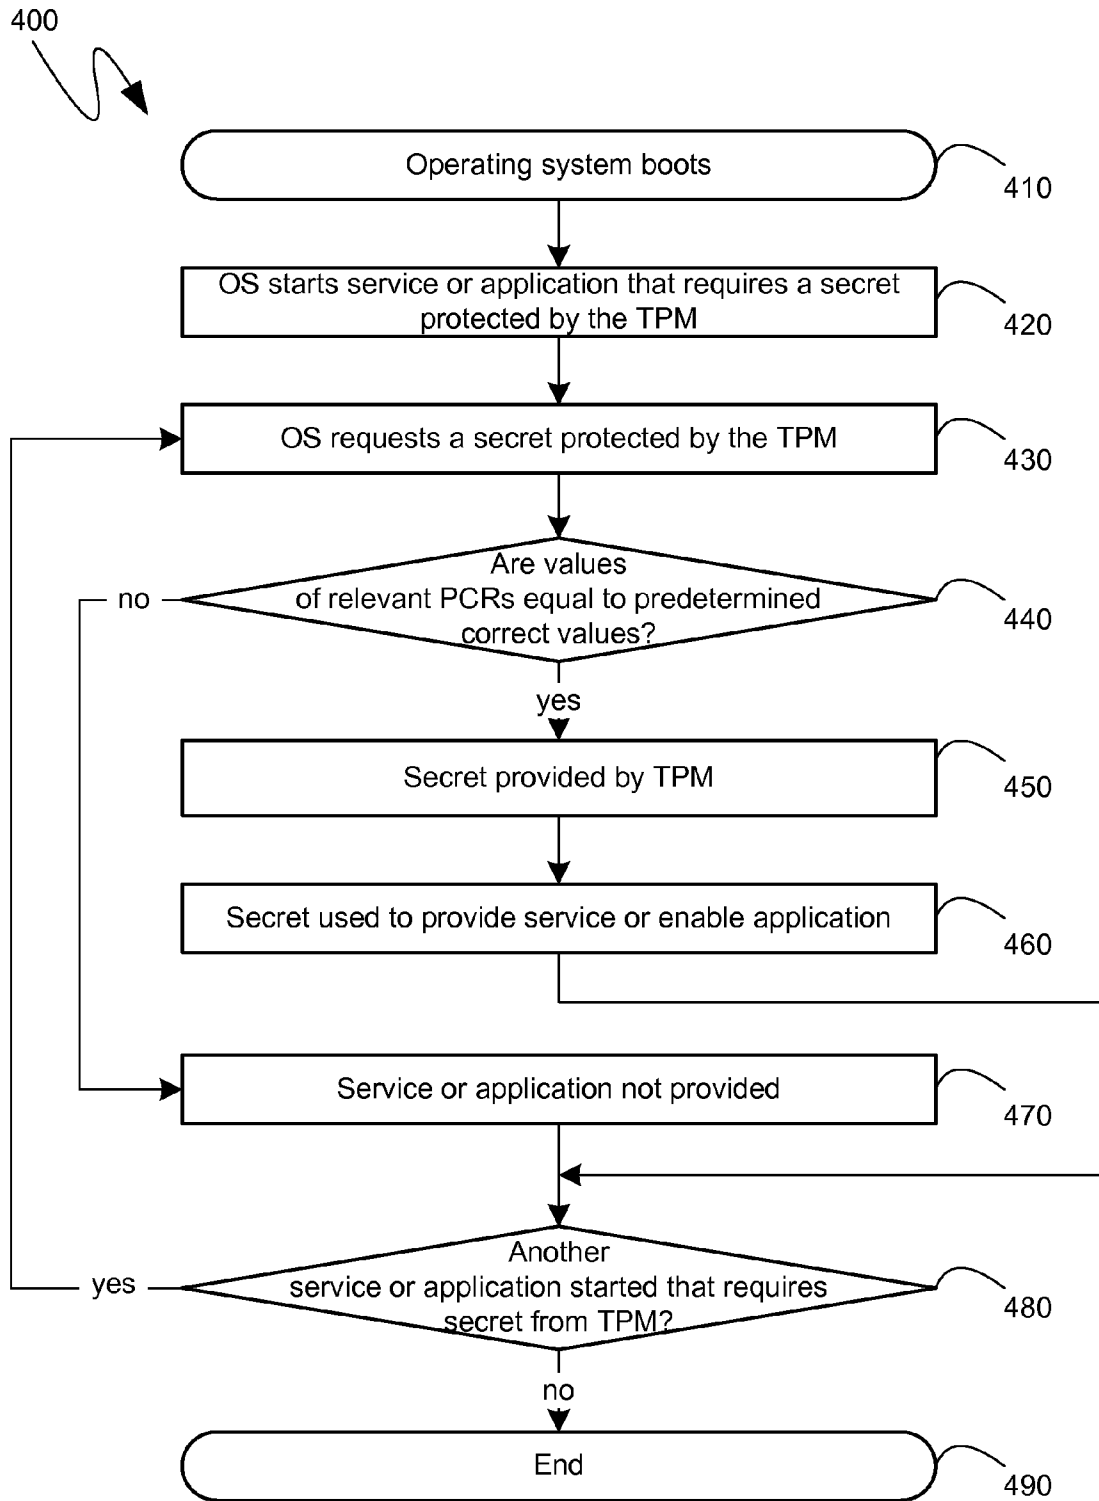 400
Operating system boots
410
OS starts service or application that requires a secret
protected by the TPM
420
OS requests a secret protected by the TPM
430
Are values
of relevant PCRs equal to predetermined
correct values?
440
no
yes
Secret provided by TPM
450
Secret used to provide service or enable application
460
Service or application not provided
470
Another
service or application started that requires
secret from TPM?
480
yes
no
End
490